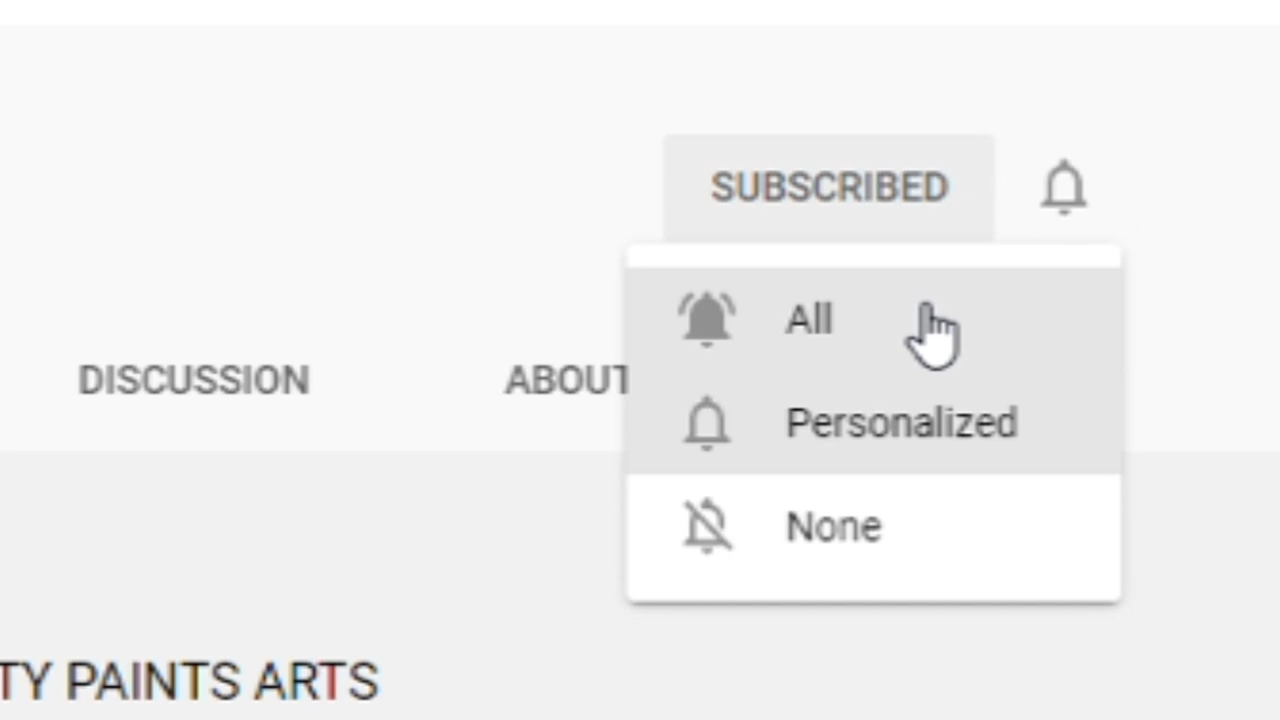 SUBSCRIBED
All
DISCUSSION
ABOUT
Personalized
None
TY PAINTS ARTS